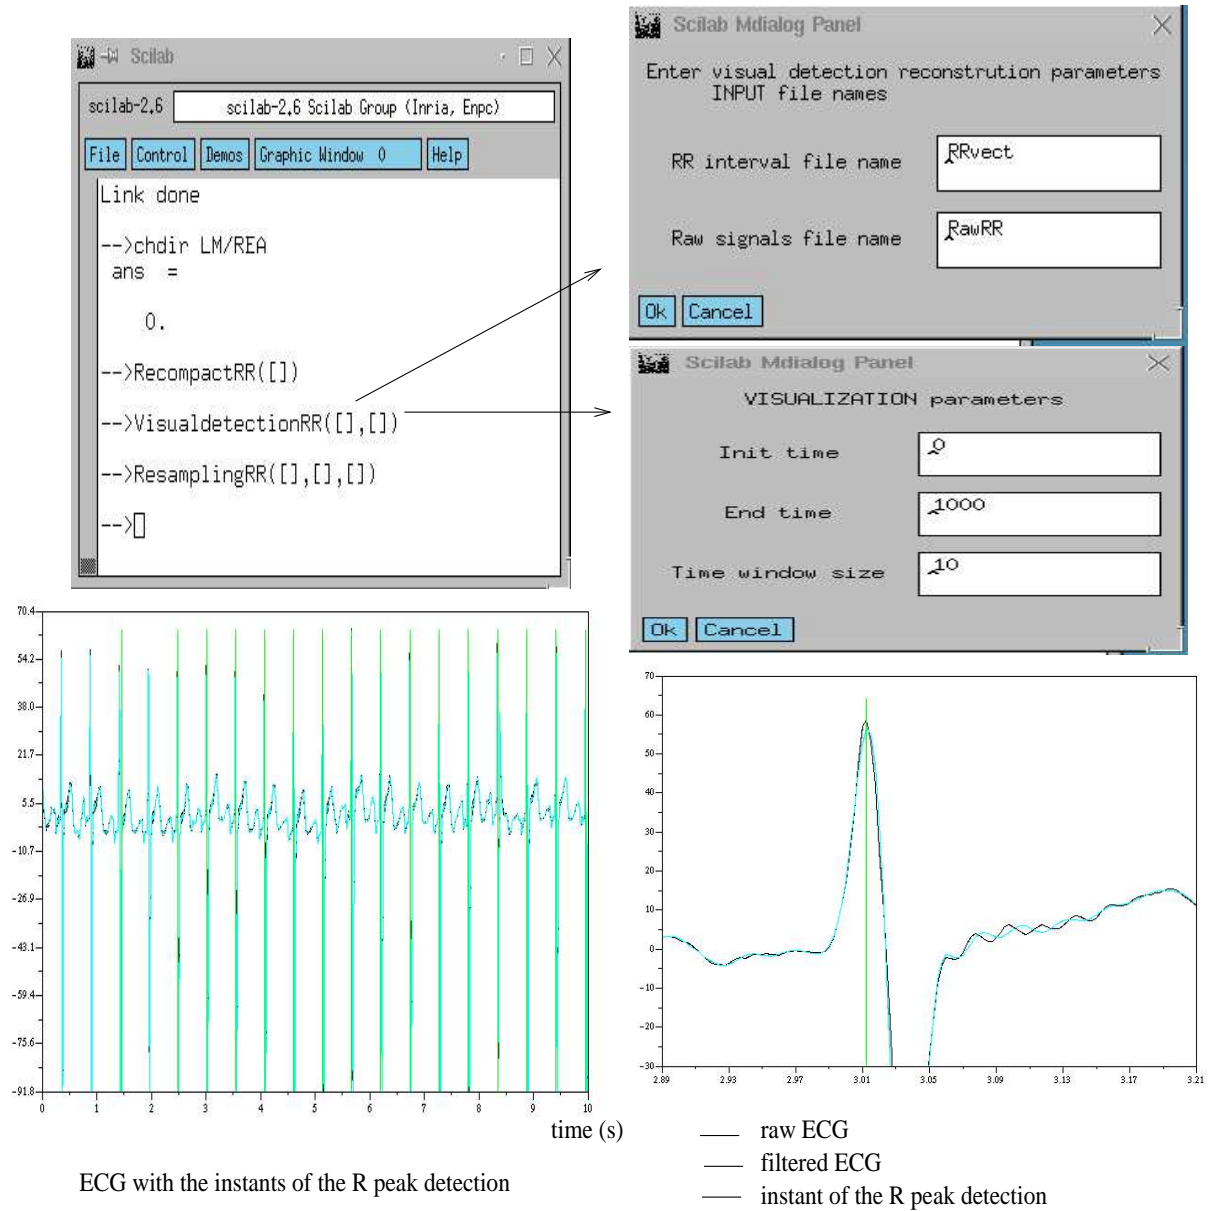 Scilab
scilab-2.6
scilab-2.6 Scilab Group (Inria, Enpc)
File Control Demos Graphic Window 0 Help
Link done
-->chdir LM/REA
ans =
0.
-->RecompactRR([])
-->VisualdetectionRR([],[])
-->ResamplingRR([],[],[])
-->
Scilab Mdialog Panel
Enter visual detection reconstrution parameters
INPUT file names
RR interval file name RRvect
Raw signals file name RawRR
Ok Cancel
Scilab Mdialog Panel
VISUALIZATION parameters
Init time 0
End time 1000
Time window size 10
Ok Cancel
70.4
54.2
38.0
21.7
5.5
-10.7
-26.9
-43.1
-59.4
-75.6
-91.8
0 1 2 3 4 5 6 7 8 9 10
time (s)
ECG with the instants of the R peak detection
70
60
50
40
30
20
10
0
-10
-20
-30
2.89 2.93 2.97 3.01 3.05 3.09 3.13 3.17 3.21
raw ECG
filtered ECG
instant of the R peak detection